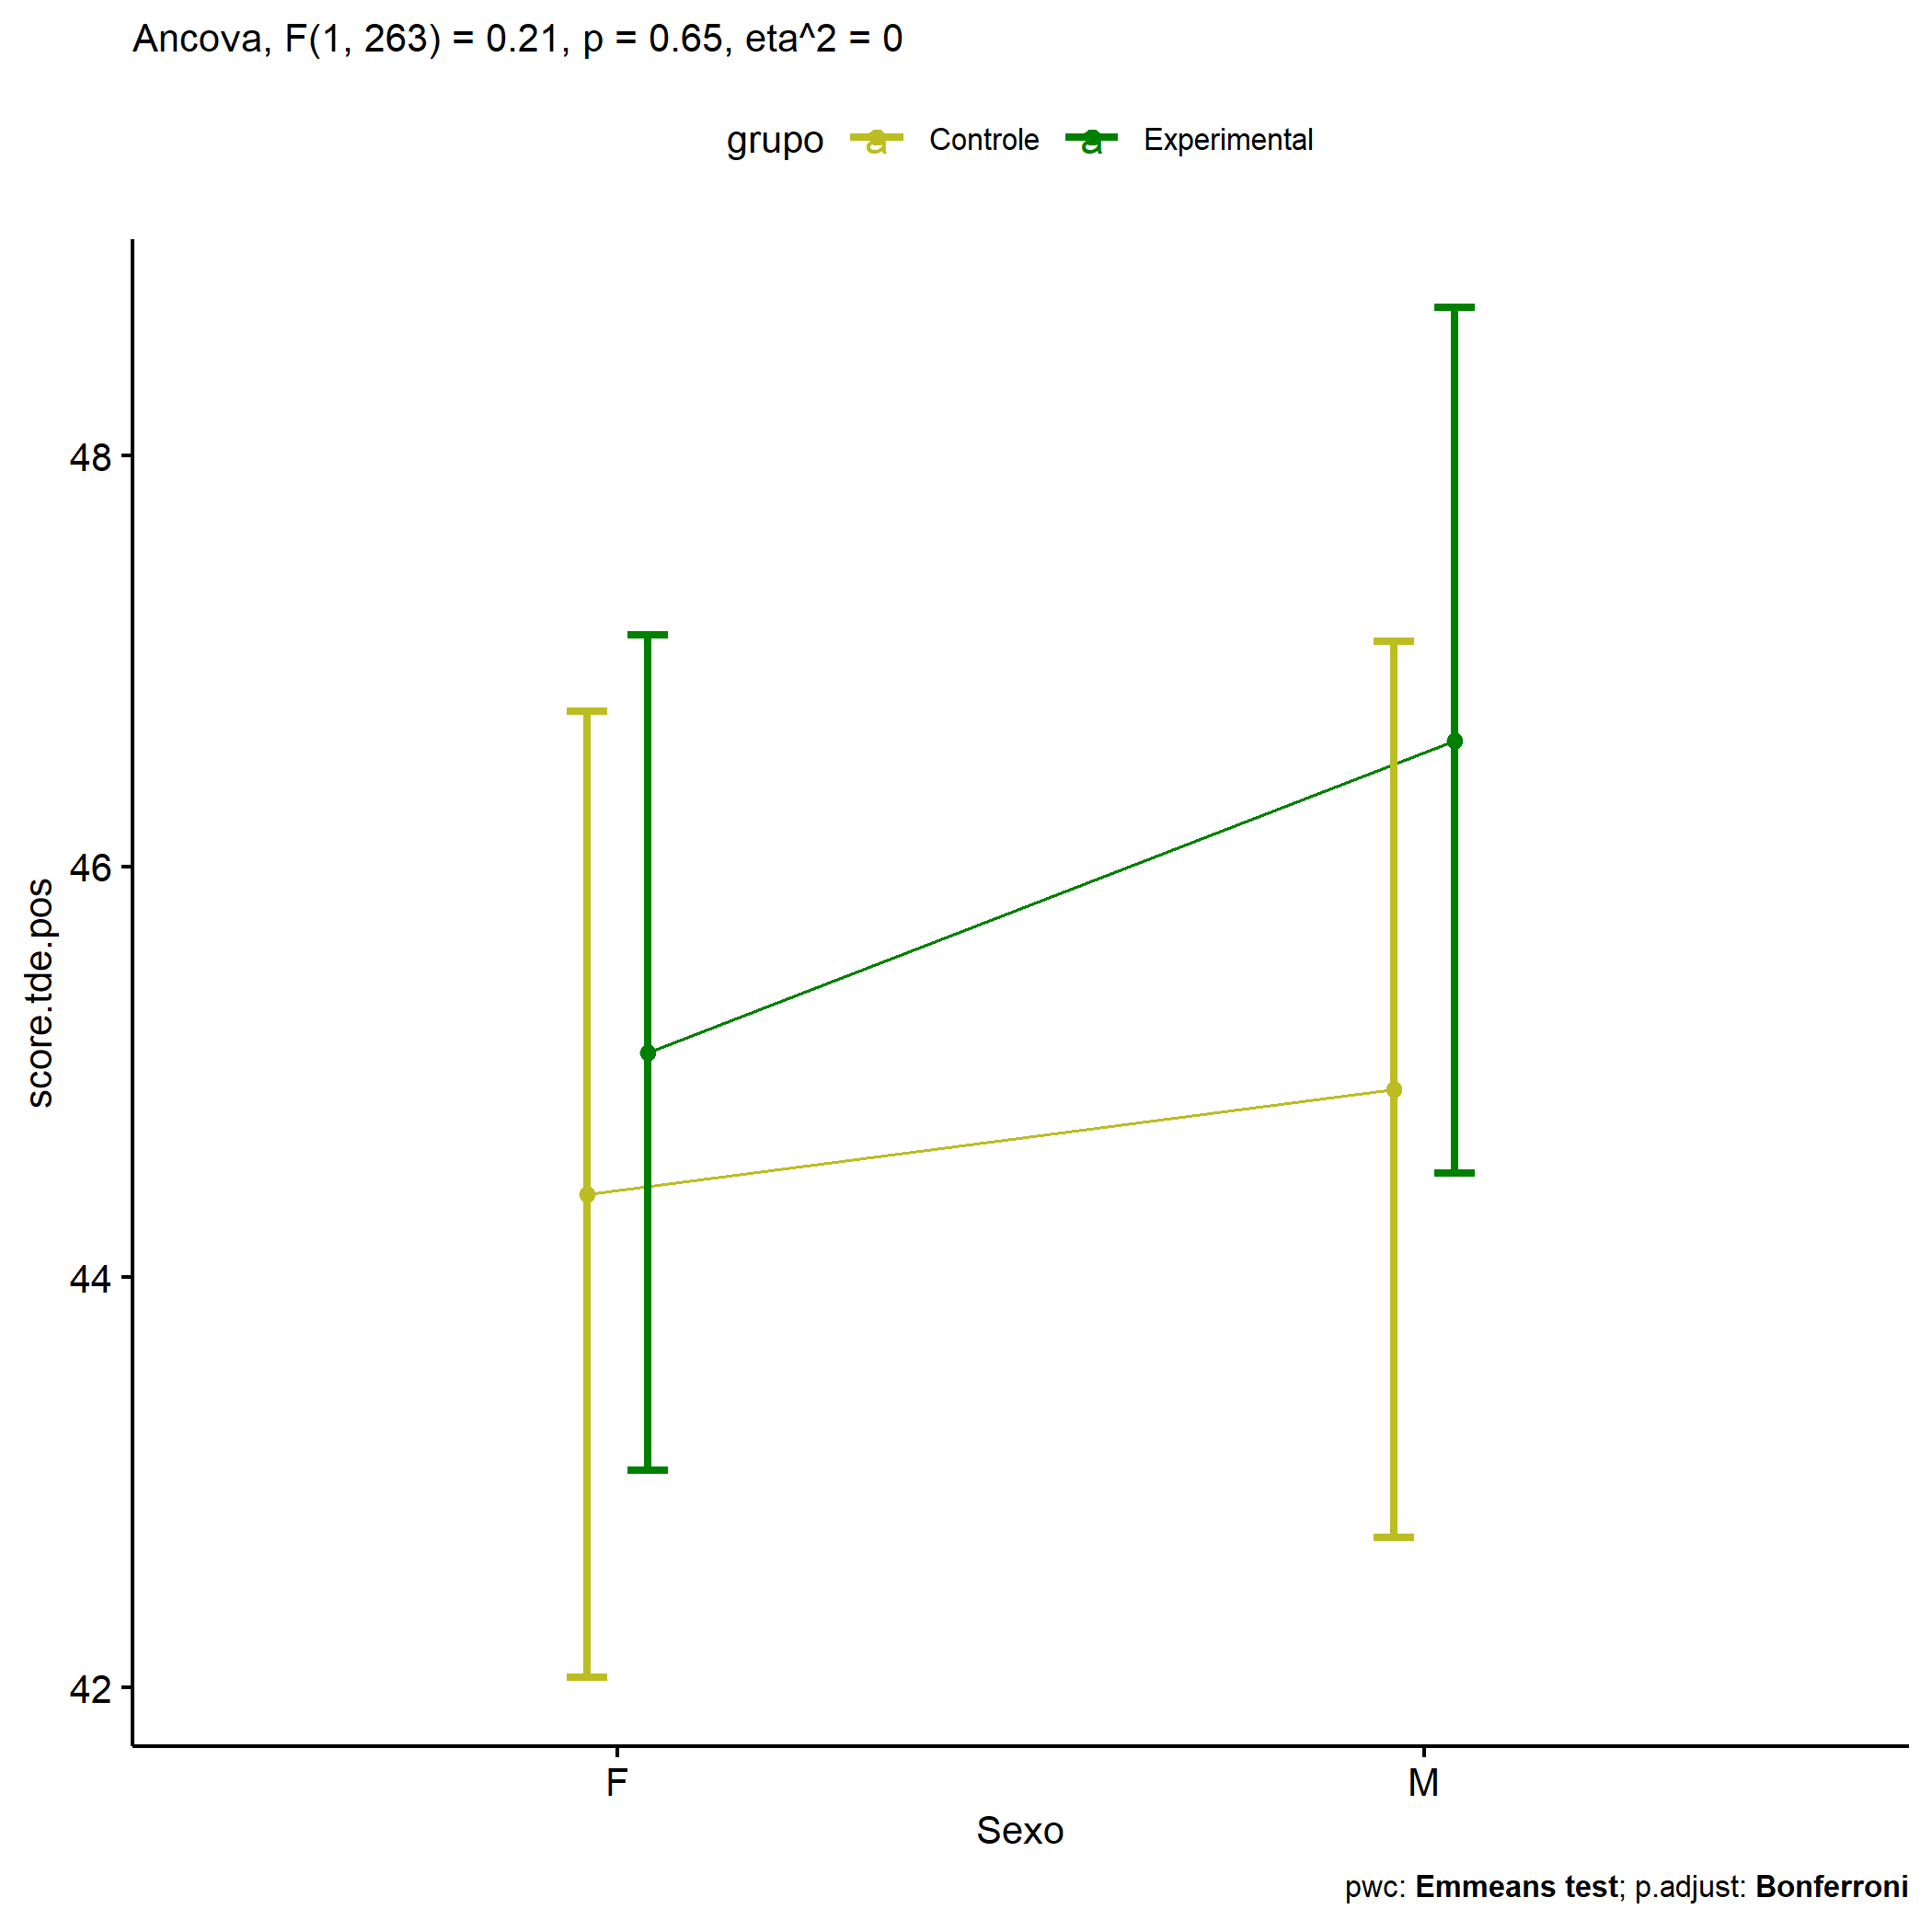 Ancova, F(1, 263) = 0.21, p = 0.65, eta^2 = 0
grupo a Controle a Experimental
48
46
44
42
score.tde.pos
F M
Sexo
pwc: Emmeans test; p.adjust: Bonferroni